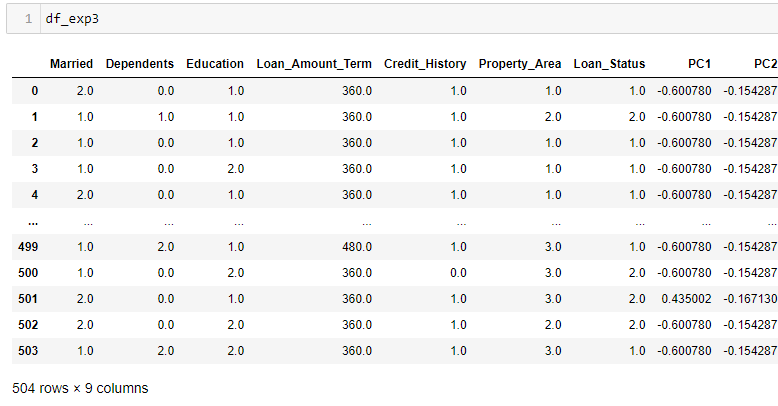 1 df_exp3
Married Dependents Education Loan_Amount_Term Credit_History Property_Area Loan_Status PC1 PC2
0 2.0 0.0 1.0 360.0 1.0 1.0 1.0 -0.600780 -0.154287
1 1.0 1.0 1.0 360.0 1.0 2.0 2.0 -0.600780 -0.154287
2 1.0 0.0 1.0 360.0 1.0 1.0 1.0 -0.600780 -0.154287
3 1.0 0.0 2.0 360.0 1.0 1.0 1.0 -0.600780 -0.154287
4 2.0 0.0 1.0 360.0 1.0 1.0 1.0 -0.600780 -0.154287
... ... ... ... ... ... ... ... ... ...
499 1.0 2.0 1.0 480.0 1.0 3.0 1.0 -0.600780 -0.154287
500 1.0 0.0 2.0 360.0 0.0 3.0 2.0 -0.600780 -0.154287
501 2.0 0.0 1.0 360.0 1.0 3.0 2.0 0.435002 -0.167130
502 2.0 0.0 2.0 360.0 1.0 2.0 2.0 -0.600780 -0.154287
503 1.0 2.0 2.0 360.0 1.0 3.0 1.0 -0.600780 -0.154287
504 rows × 9 columns